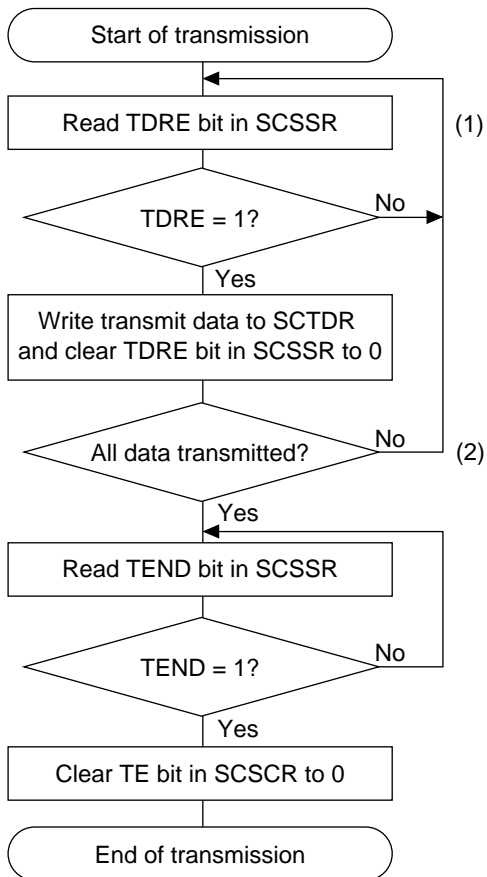 Start of transmission
Read TDRE bit in SCSSR
(1)
TDRE = 1?
No
Yes
Write transmit data to SCTDR
and clear TDRE bit in SCSSR to 0
All data transmitted?
No
(2)
Yes
Read TEND bit in SCSSR
TEND = 1?
No
Yes
Clear TE bit in SCSCR to 0
End of transmission